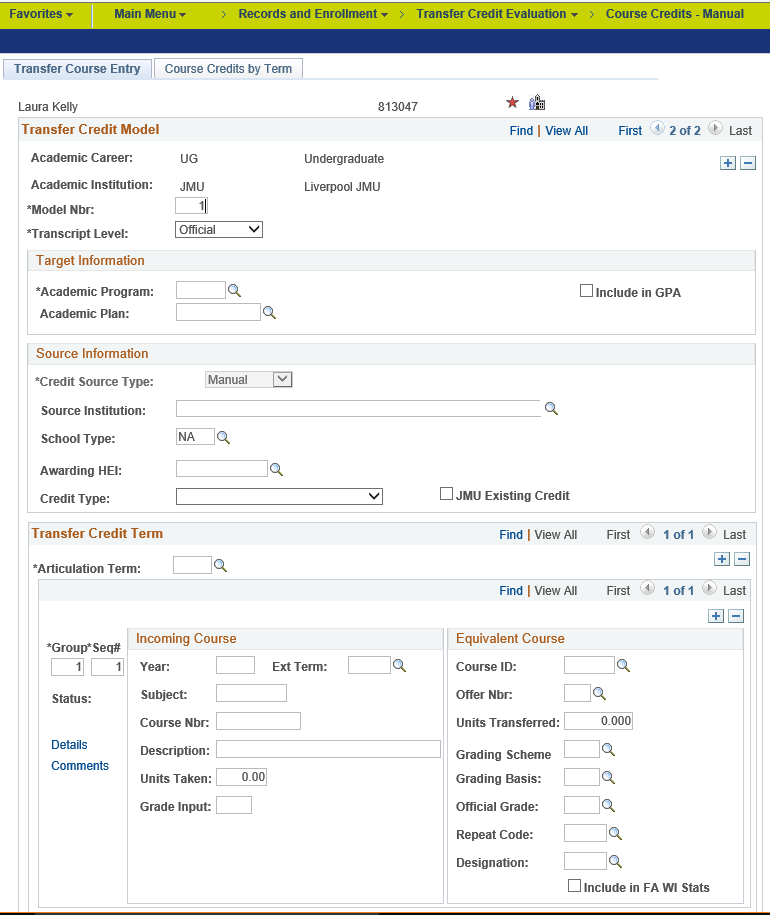 Favorites Main Menu > Records and Enrollment > Transfer Credit Evaluation > Course Credits - Manual
Transfer Course Entry Course Credits by Term
Laura Kelly 813047
Transfer Credit Model Find | View All First 2 of 2 Last
Academic Career: UG Undergraduate
Academic Institution: JMU Liverpool JMU
*Model Nbr: 1
*Transcript Level: Official
Target Information
*Academic Program: Include in GPA
Academic Plan:
Source Information
*Credit Source Type: Manual
Source Institution:
School Type: NA
Awarding HEI:
Credit Type: JMU Existing Credit
Transfer Credit Term Find | View All First 1 of 1 Last
*Articulation Term:
Find | View All First 1 of 1 Last
Incoming Course Equivalent Course
*Group*Seq#
1 1 Year: Ext Term: Course ID:
Status: Subject: Offer Nbr:
Course Nbr: Units Transferred: 0.000
Details Description: Grading Scheme
Comments Units Taken: 0.00 Grading Basis:
Grade Input: Official Grade:
Repeat Code:
Designation:
Include in FA WI Stats